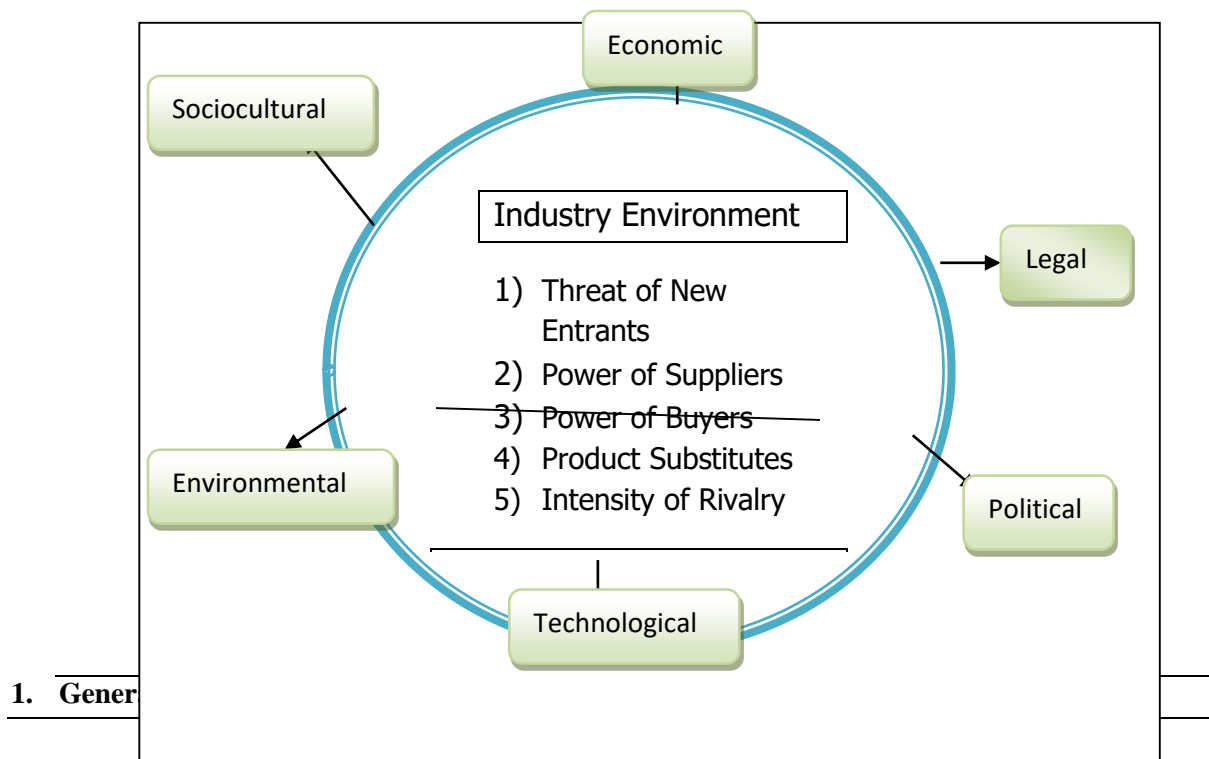 Economic
Sociocultural
Industry Environment
Legal
1) Threat of New
Entrants
2) Power of Suppliers
3) Power of Buyers
4) Product Substitutes
5) Intensity of Rivalry
Environmental
Political
Technological
1. Gener